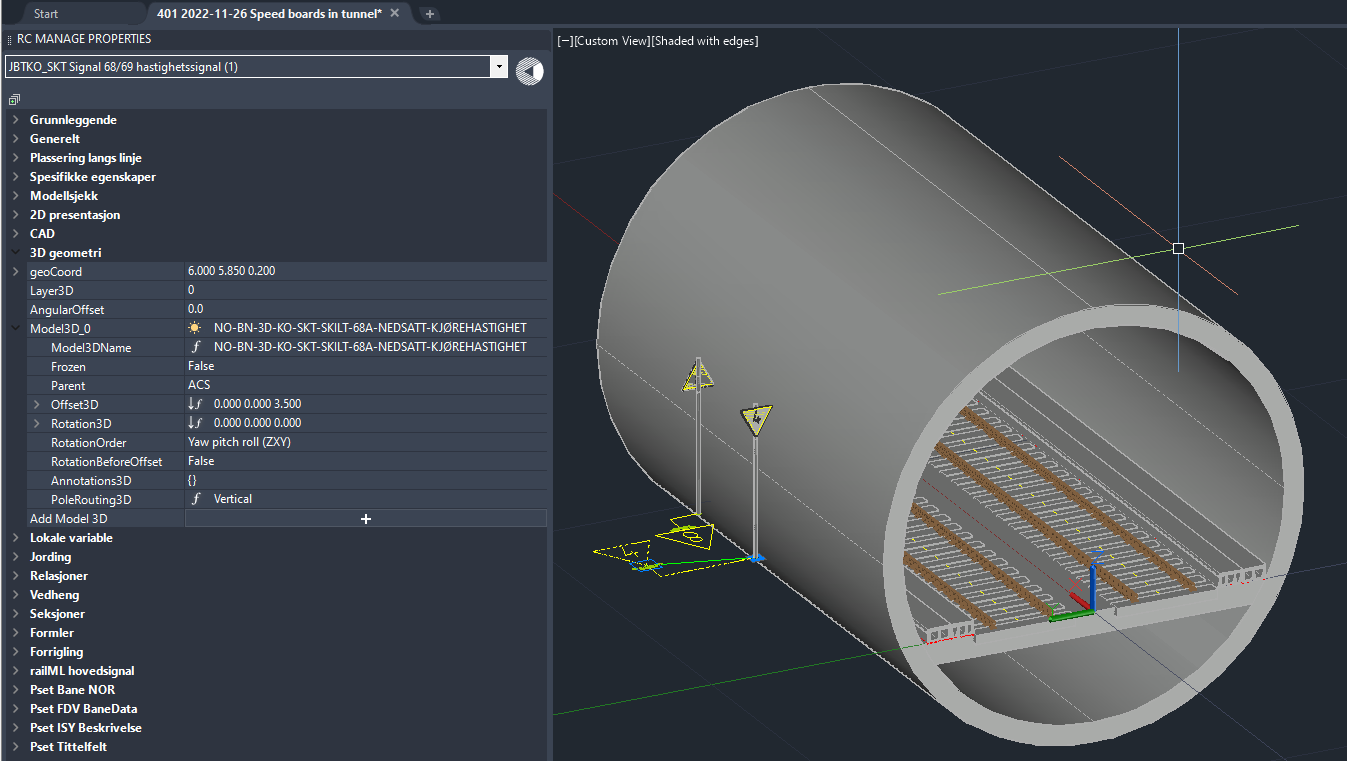 Start
401 2022-11-26 Speed boards in tunnel*
RC MANAGE PROPERTIES
JBTKO_SKT Signal 68/69 hastighetssignal (1)
Grunnleggende
Generelt
Plassering langs linje
Spesifikke egenskaper
Modellsjekk
2D presentasjon
CAD
3D geometri
geoCoord 6.000 5.850 0.200
Layer3D 0
AngularOffset 0.0
Model3D_0 NO-BN-3D-KO-SKT-SKILT-68A-NEDSATT-KJØREHASTIGHET
Model3DName NO-BN-3D-KO-SKT-SKILT-68A-NEDSATT-KJØREHASTIGHET
Frozen False
Parent ACS
Offset3D 0.000 0.000 3.500
Rotation3D 0.000 0.000 0.000
RotationOrder Yaw pitch roll (ZXY)
RotationBeforeOffset False
Annotations3D {}
PoleRouting3D Vertical
Add Model 3D +
Lokale variable
Jording
Relasjoner
Vedheng
Seksjoner
Formler
Forrigling
railML hovedsignal
Pset Bane NOR
Pset FDV BaneData
Pset ISY Beskrivelse
Pset Tittelfelt
[−][Custom View][Shaded with edges]